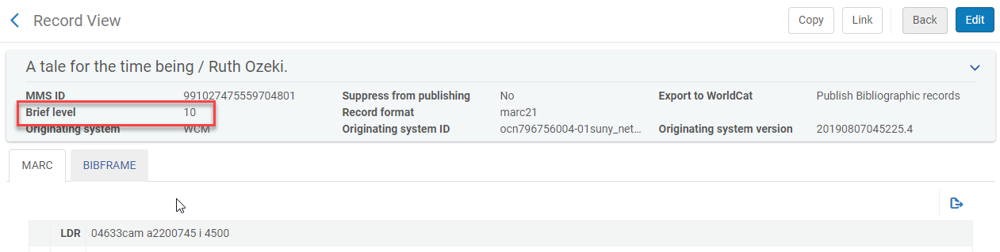 Record View Copy Link Back Edit
A tale for the time being / Ruth Ozeki.
MMS ID 991027475559704801 Suppress from publishing No Export to WorldCat Publish Bibliographic records
Brief level 10 Record format marc21
Originating system WCM Originating system ID ocn796756004-01suny_net... Originating system version 20190807045225.4
MARC BIBFRAME
LDR 04633cam a2200745 i 4500